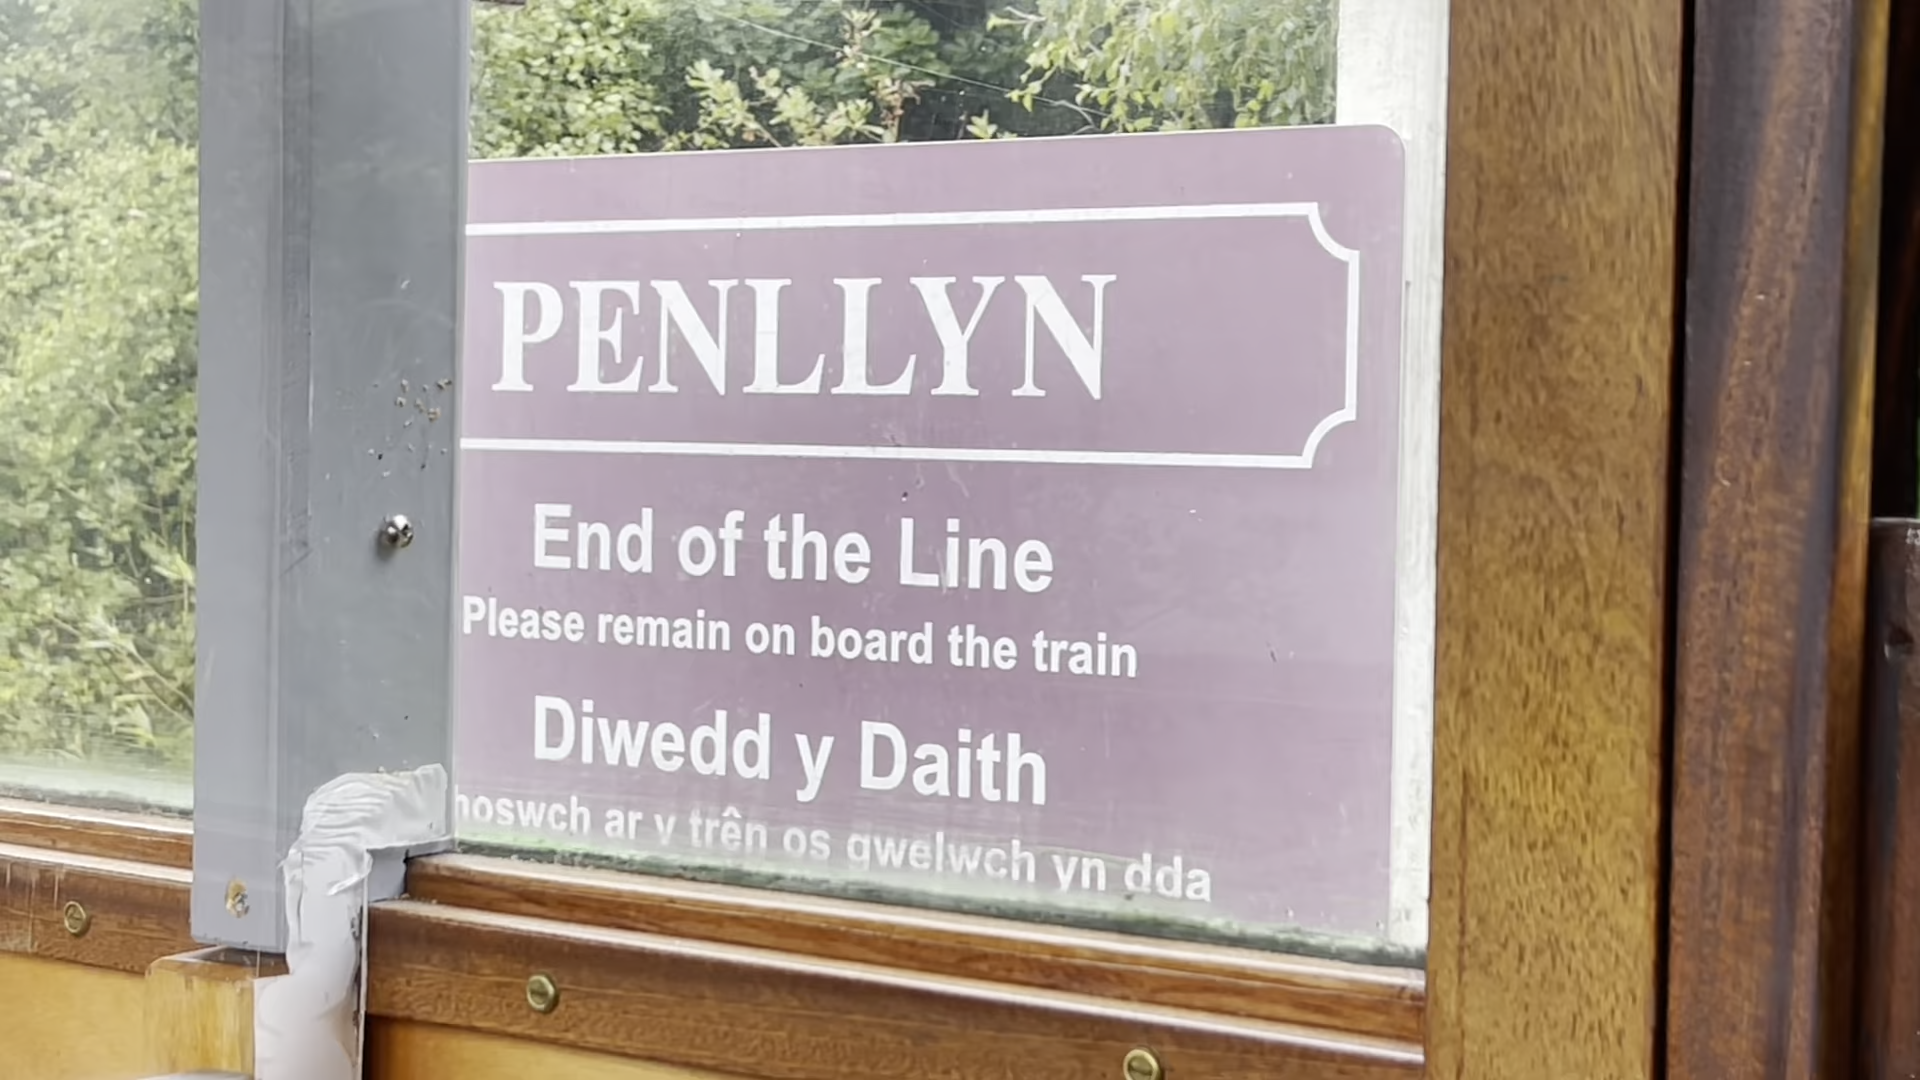 PENLLYN
End of the Line
Please remain on board the train
Diwedd y Daith
hoswch ar y trên os gwelwch yn dda